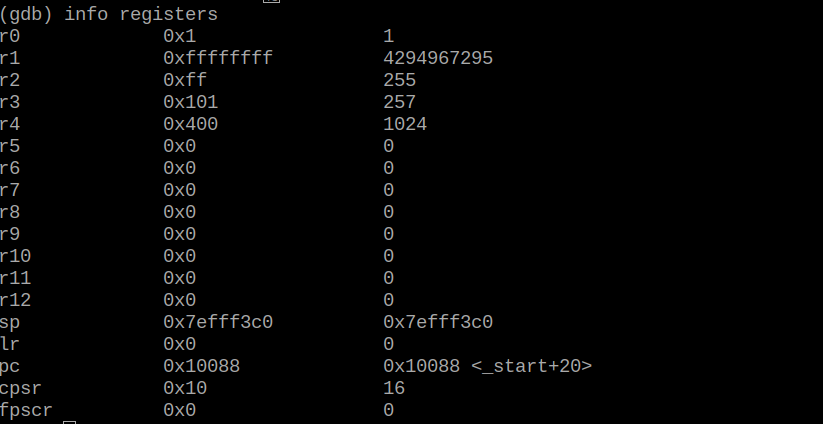 (gdb) info registers
r0 0x1 1
r1 0xffffffff 4294967295
r2 0xff 255
r3 0x101 257
r4 0x400 1024
r5 0x0 0
r6 0x0 0
r7 0x0 0
r8 0x0 0
r9 0x0 0
r10 0x0 0
r11 0x0 0
r12 0x0 0
sp 0x7efff3c0 0x7efff3c0
lr 0x0 0
pc 0x10088 0x10088 <_start+20>
cpsr 0x10 16
fpscr 0x0 0